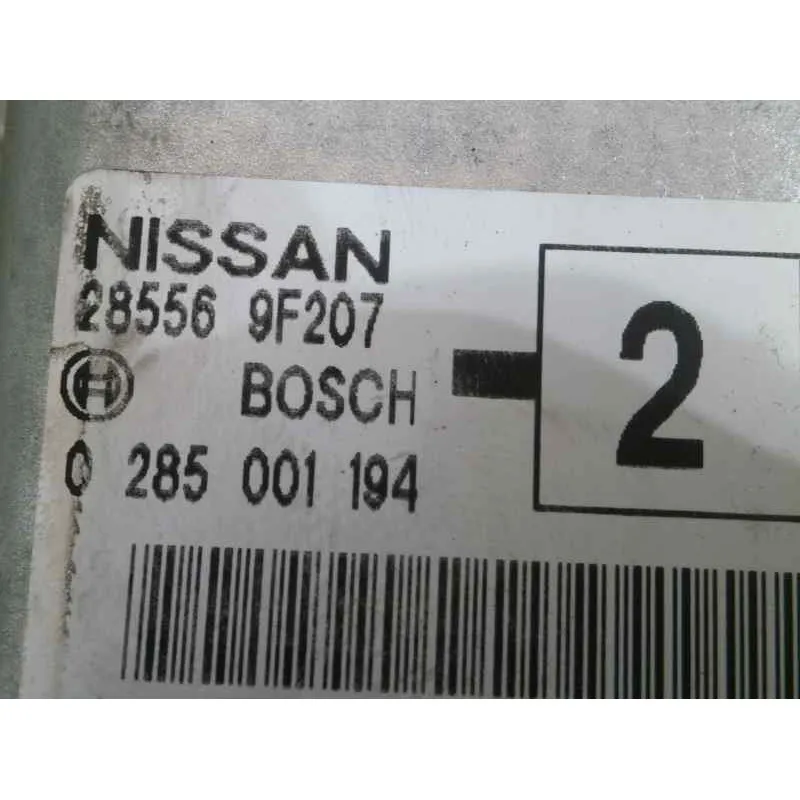 NISSAN
28556 9F207
BOSCH
0 285 001 194
2